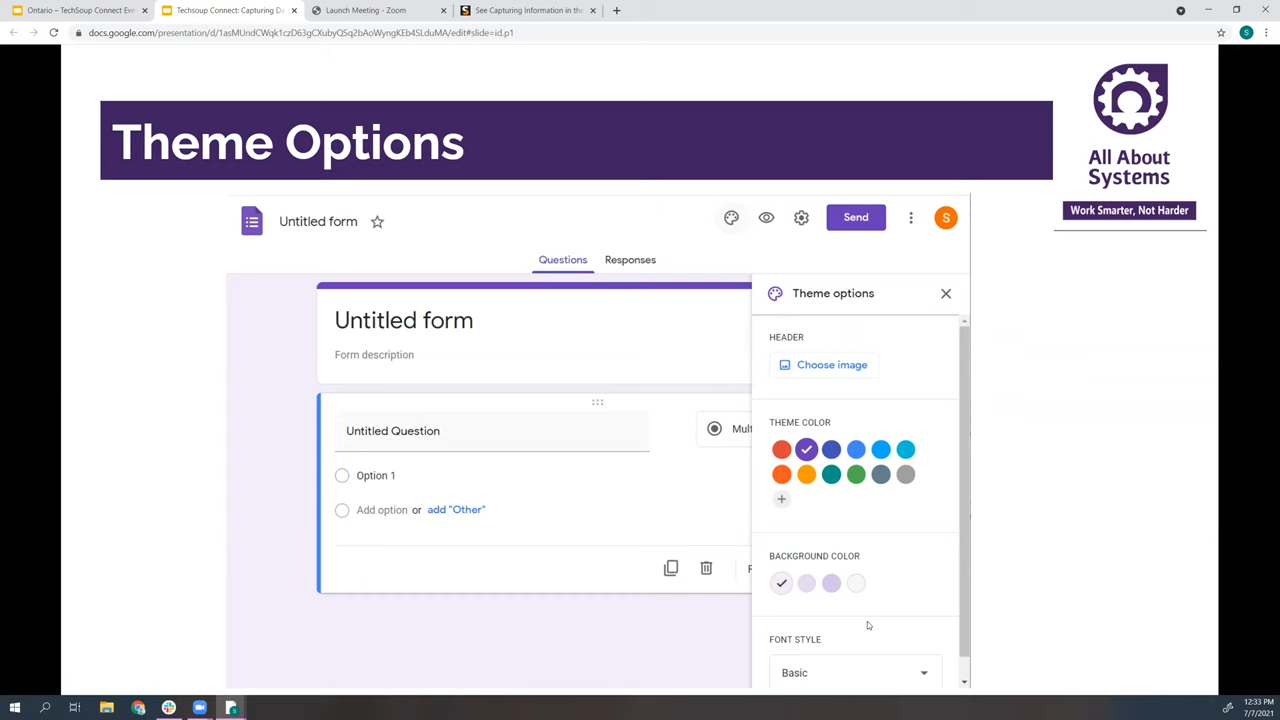 Ontario – TechSoup Connect Eve
Techsoup Connect: Capturing Da
Launch Meeting - Zoom
See Capturing Information in the
docs.google.com/presentation/d/1asMUndCWqk1czD63gCXubyQSq2bAoWyngKEb4SLduMA/edit#slide=id.p1
S
Theme Options
All About
Systems
Work Smarter, Not Harder
Untitled form
Send
S
Questions
Responses
Theme options
Untitled form
Form description
HEADER
Choose image
Untitled Question
Mult
THEME COLOR
Option 1
Add option or add "Other"
BACKGROUND COLOR
FONT STYLE
Basic
12:33 PM
7/7/2021